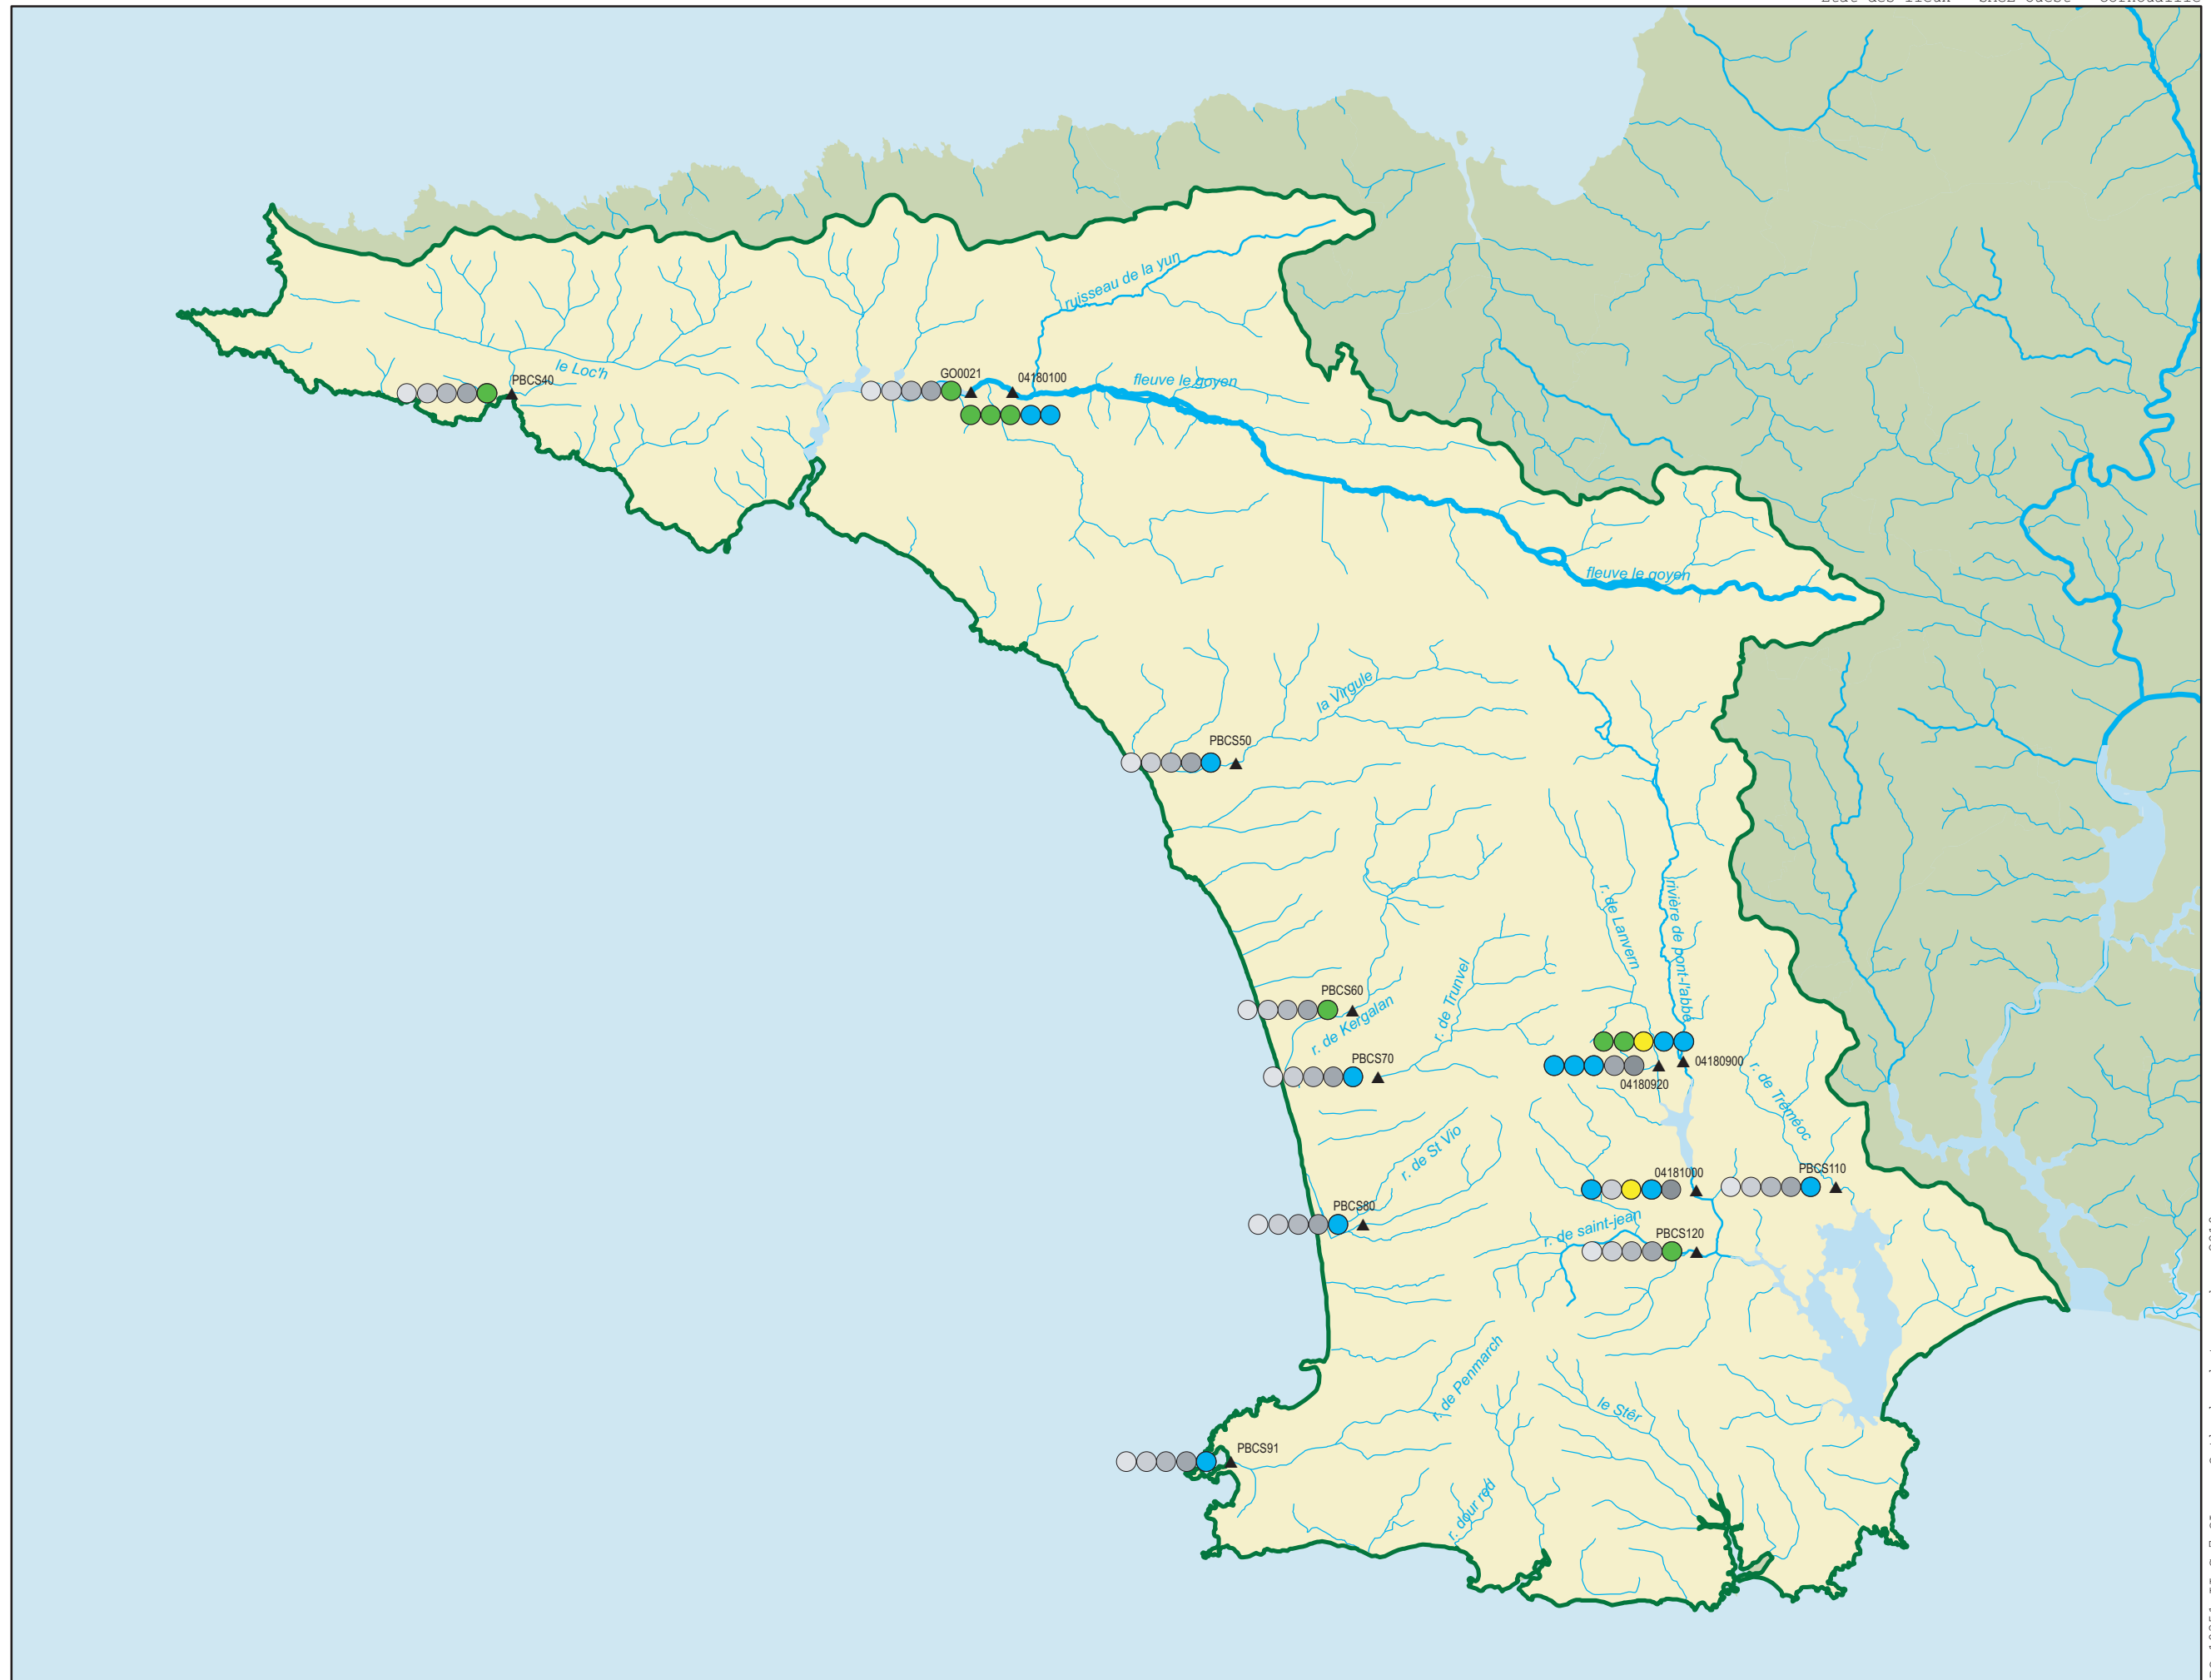 ruisseau de la yun
le Loc'h
PBCS40
GO0021
04180100
fleuve le goyen
fleuve le goyen
la Virgule
PBCS50
r. de Lanvern
rivière de pont-l'abbé
PBCS60
r. de Kergalan
r. de Trunvel
PBCS70
04180900
04180920
r. de Tréméoc
r. de St Vio
04181000
PBCS110
PBCS80
r. de saint-jean
PBCS120
r. de Penmarch
le Stêr
PBCS91
r. dour red